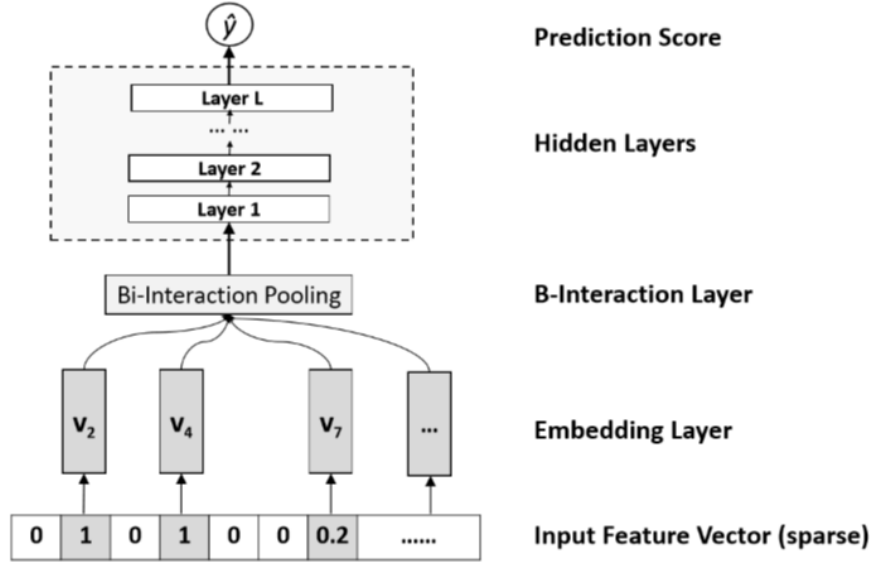 ŷ
Prediction Score
Layer L
... ...
Hidden Layers
Layer 2
Layer 1
Bi-Interaction Pooling
B-Interaction Layer
v₂ v₄ v₇ ...
Embedding Layer
0 1 0 1 0 0 0.2 ......
Input Feature Vector (sparse)